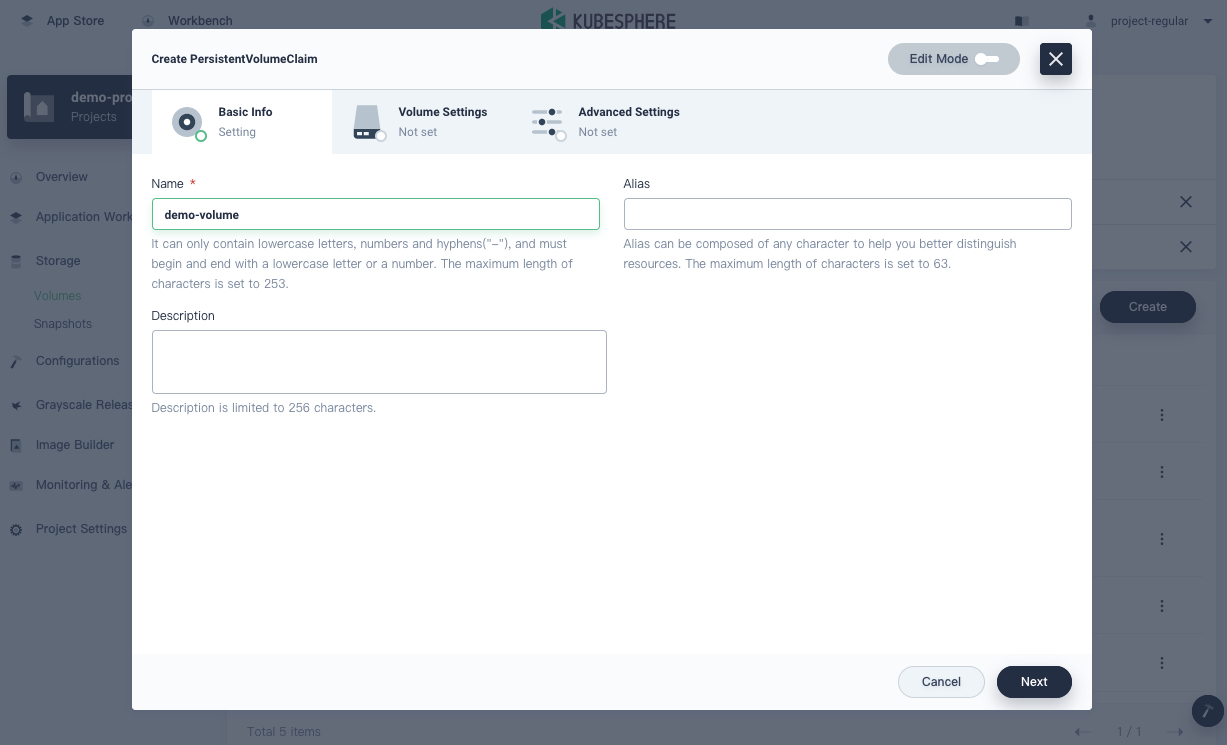 App Store
Workbench
KUBESPHERE
project-regular
Create PersistentVolumeClaim
Edit Mode
demo-pro
Projects
Basic Info
Setting
Volume Settings
Not set
Advanced Settings
Not set
Overview
Application Work
Storage
Volumes
Snapshots
Configurations
Grayscale Releas
Image Builder
Monitoring & Ale
Project Settings
Name *
demo-volume
It can only contain lowercase letters, numbers and hyphens("-"), and must
begin and end with a lowercase letter or a number. The maximum length of
characters is set to 253.
Alias
Alias can be composed of any character to help you better distinguish
resources. The maximum length of characters is set to 63.
Description
Description is limited to 256 characters.
Create
Cancel
Next
Total 5 items
1 / 1